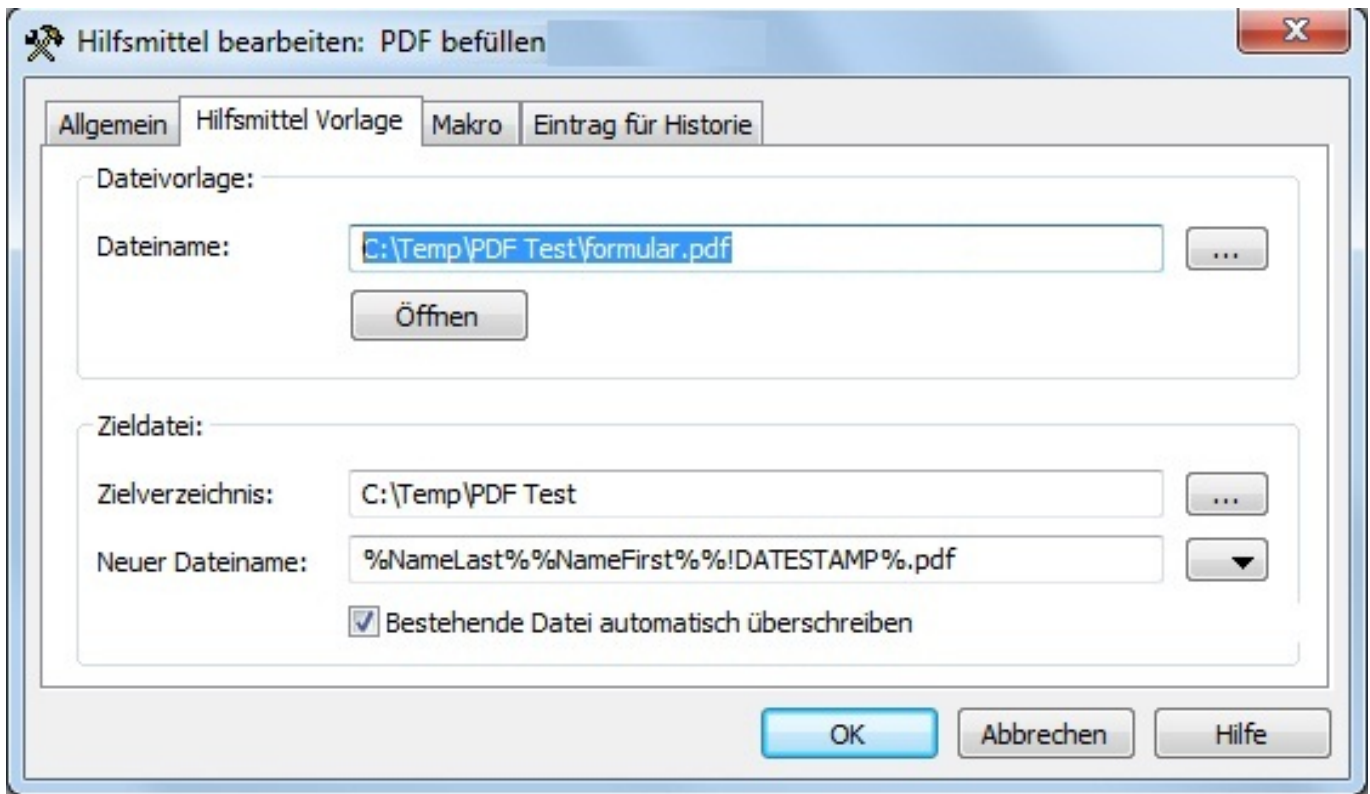 Hilfsmittel bearbeiten: PDF befüllen
X
Allgemein Hilfsmittel Vorlage Makro Eintrag für Historie
Dateivorlage:
Dateiname: C:\Temp\PDF Test\formular.pdf ...
Öffnen
Zieldatei:
Zielverzeichnis: C:\Temp\PDF Test ...
Neuer Dateiname: %NameLast%%NameFirst%%!DATESTAMP%.pdf
Bestehende Datei automatisch überschreiben
OK Abbrechen Hilfe